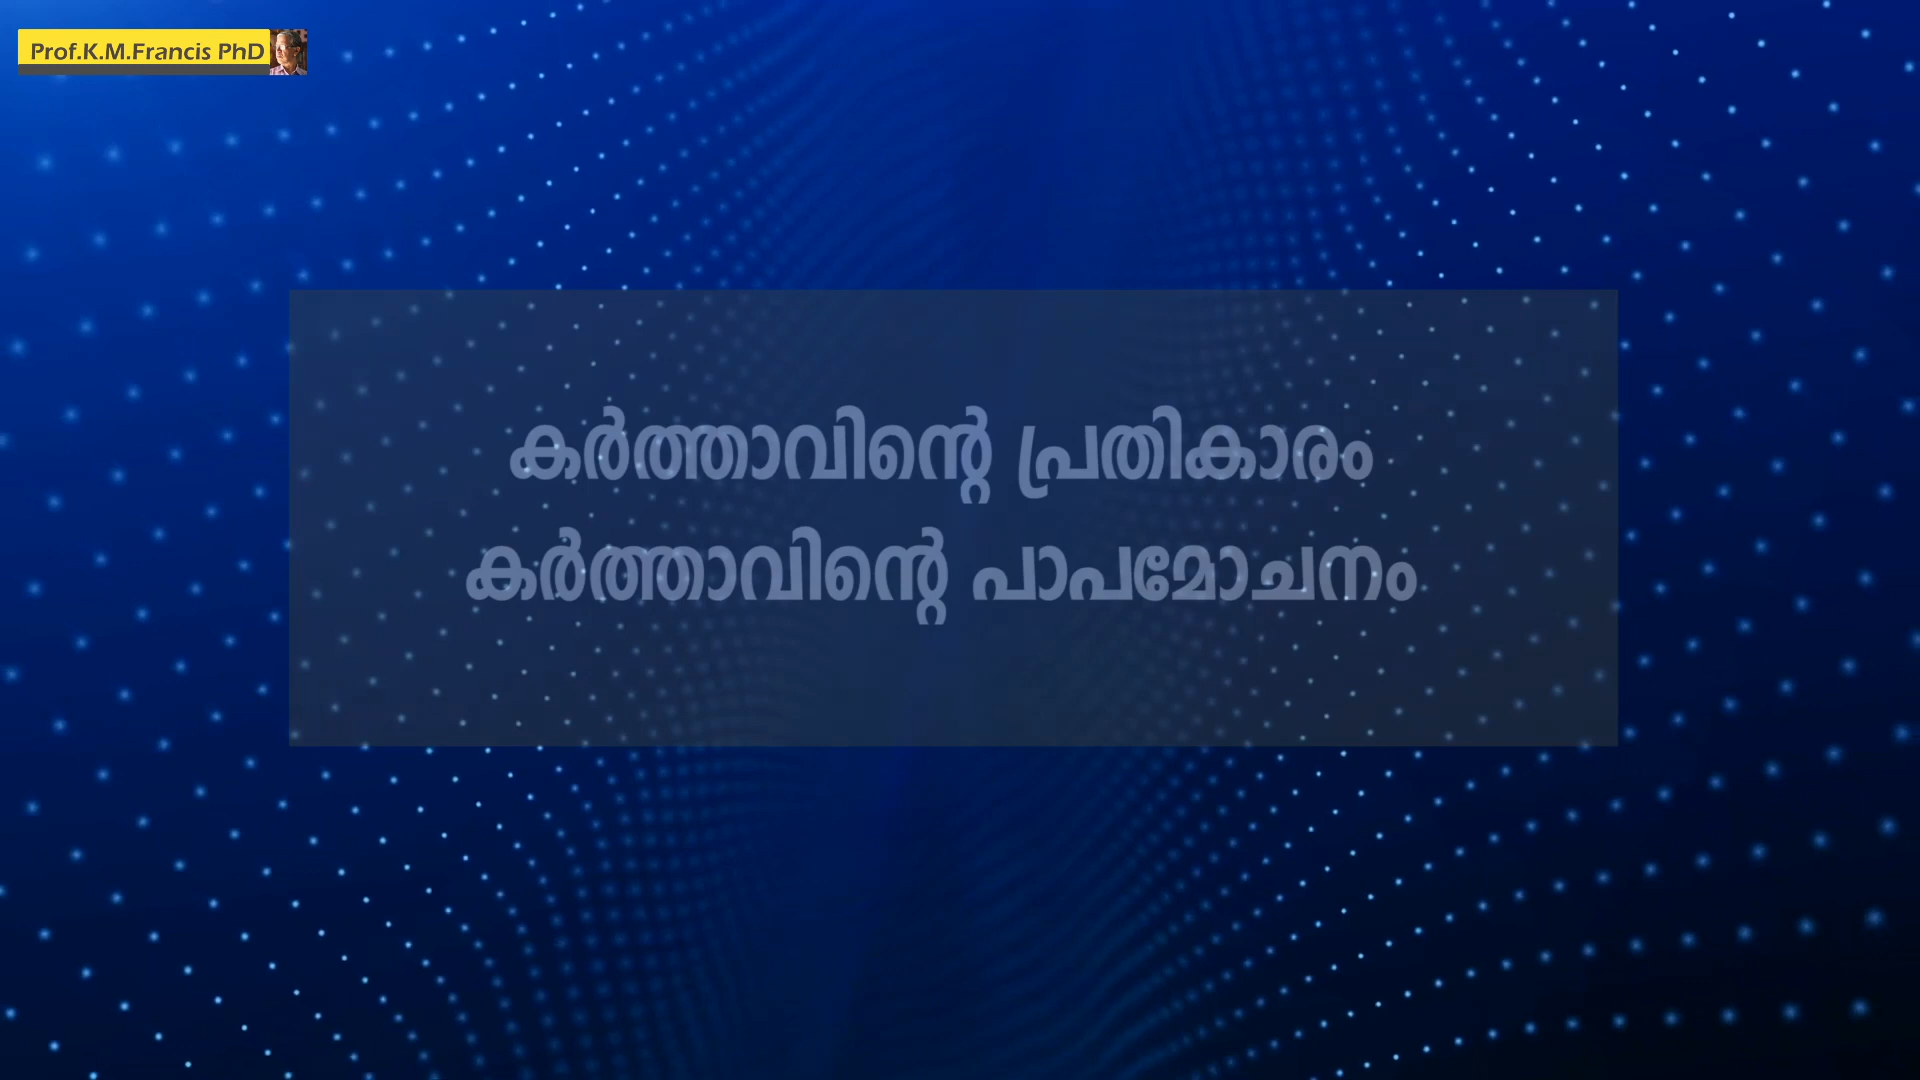 Prof.K.M.Francis PhD
കർത്താവിന്റെ പ്രതികാരം
കർത്താവിന്റെ പാപമോചനം